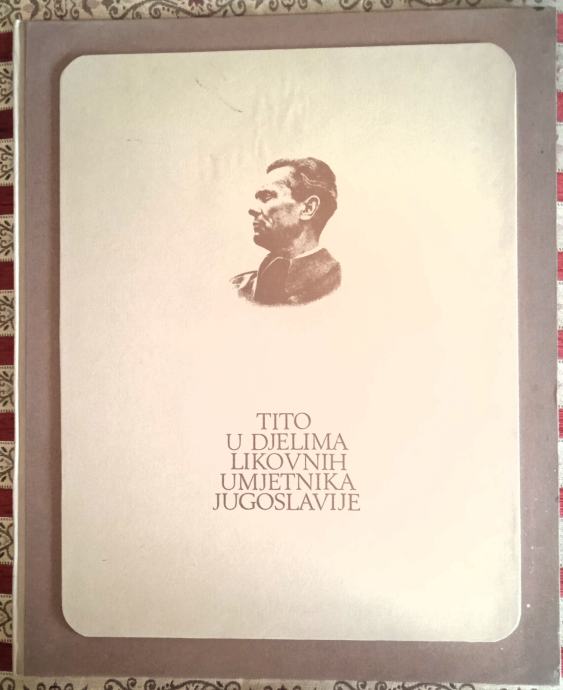 TITO
U DJELIMA
LIKOVNIH
UMJETNIKA
JUGOSLAVIJE